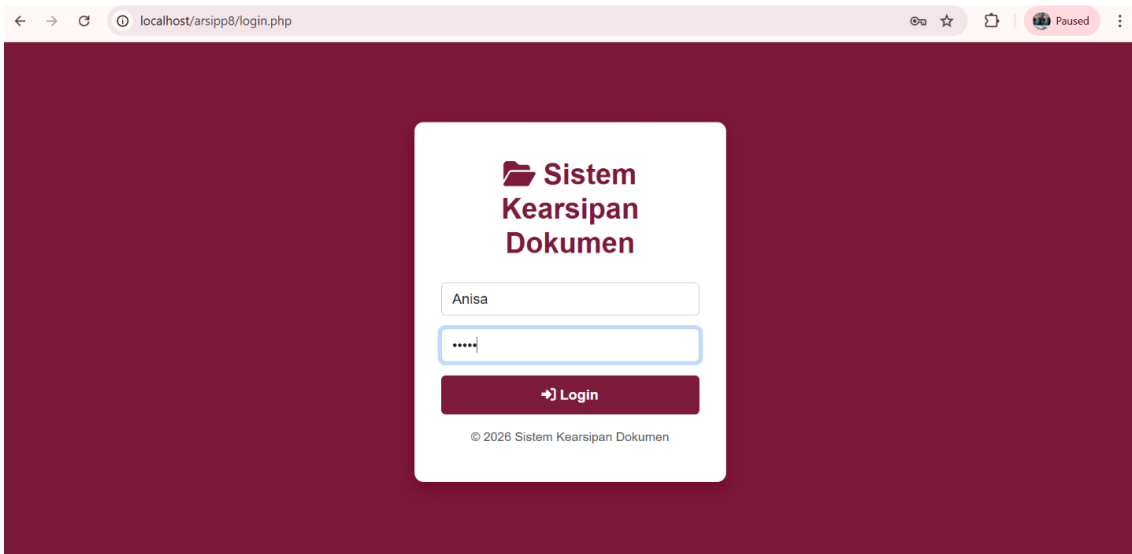 localhost/arsipp8/login.php
Paused
Sistem
Kearsipan
Dokumen
Anisa
•••••
Login
© 2026 Sistem Kearsipan Dokumen